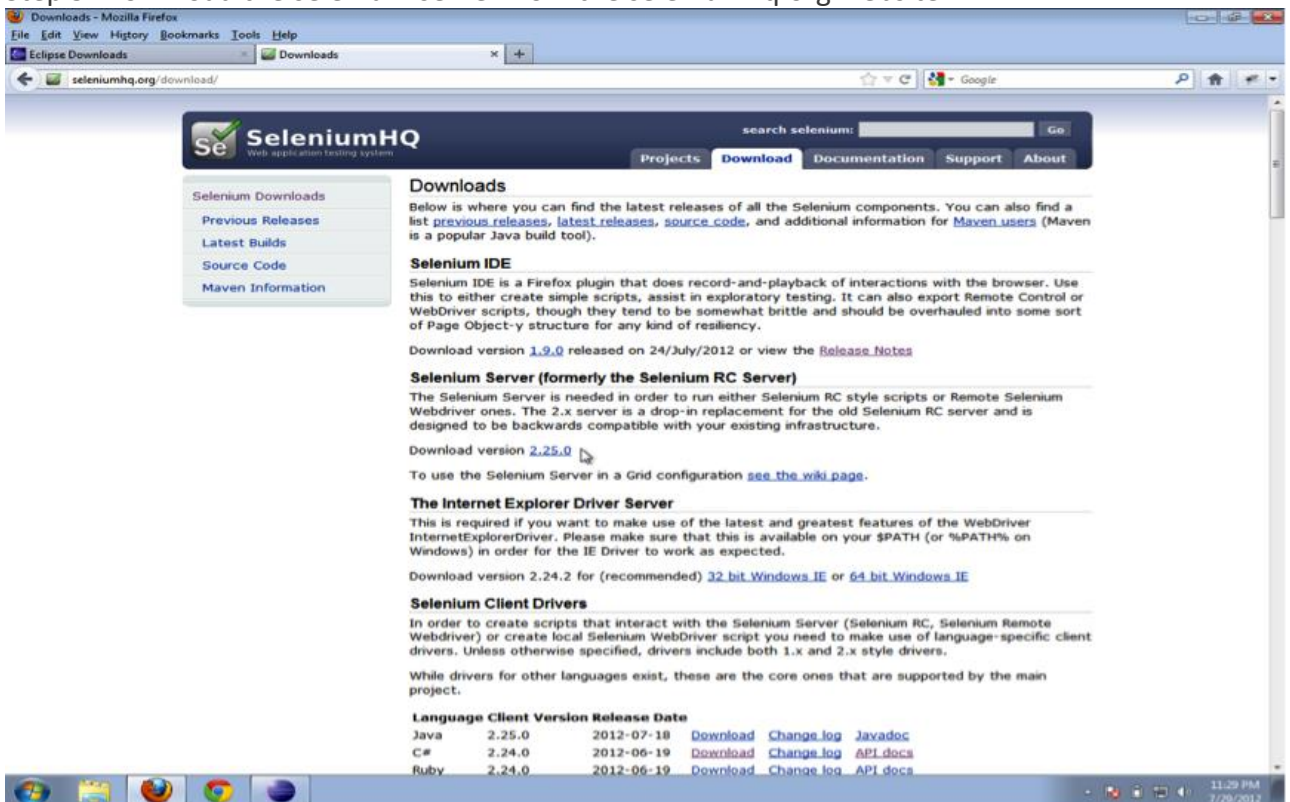 Downloads - Mozilla Firefox
File Edit View History Bookmarks Tools Help
Eclipse Downloads
Downloads
seleniumhq.org/download/
Google
Se
SeleniumHQ
Web application testing system
search selenium:
Go
Projects Download Documentation Support About
Selenium Downloads
Previous Releases
Latest Builds
Source Code
Maven Information
Downloads
Below is where you can find the latest releases of all the Selenium components. You can also find a
list previous releases, latest releases, source code, and additional information for Maven users (Maven
is a popular Java build tool).
Selenium IDE
Selenium IDE is a Firefox plugin that does record-and-playback of interactions with the browser. Use
this to either create simple scripts, assist in exploratory testing. It can also export Remote Control or
WebDriver scripts, though they tend to be somewhat brittle and should be overhauled into some sort
of Page Object-y structure for any kind of resiliency.
Download version 1.9.0 released on 24/July/2012 or view the Release Notes
Selenium Server (formerly the Selenium RC Server)
The Selenium Server is needed in order to run either Selenium RC style scripts or Remote Selenium
Webdriver ones. The 2.x server is a drop-in replacement for the old Selenium RC server and is
designed to be backwards compatible with your existing infrastructure.
Download version 2.25.0
To use the Selenium Server in a Grid configuration see the wiki page.
The Internet Explorer Driver Server
This is required if you want to make use of the latest and greatest features of the WebDriver
InternetExplorerDriver. Please make sure that this is available on your $PATH (or %PATH% on
Windows) in order for the IE Driver to work as expected.
Download version 2.24.2 for (recommended) 32 bit Windows IE or 64 bit Windows IE
Selenium Client Drivers
In order to create scripts that interact with the Selenium Server (Selenium RC, Selenium Remote
Webdriver) or create local Selenium WebDriver script you need to make use of language-specific client
drivers. Unless otherwise specified, drivers include both 1.x and 2.x style drivers.
While drivers for other languages exist, these are the core ones that are supported by the main
project.
Language Client Version Release Date
Java 2.25.0 2012-07-18 Download Change log Javadoc
C# 2.24.0 2012-06-19 Download Change log API docs
Ruby 2.24.0 2012-06-19 Download Change log API docs
11:29 PM
7/29/2012